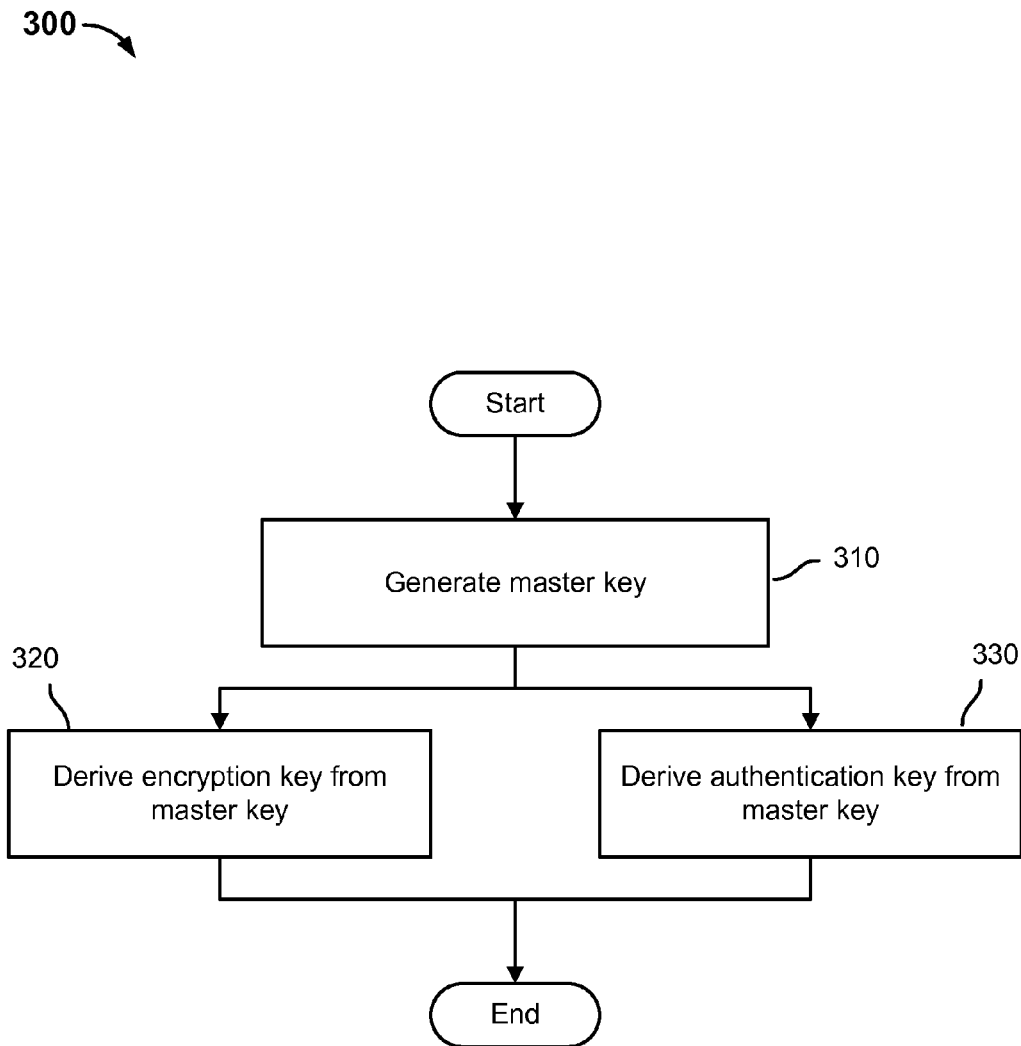 300
Start
Generate master key
310
320
330
Derive encryption key from
master key
Derive authentication key from
master key
End